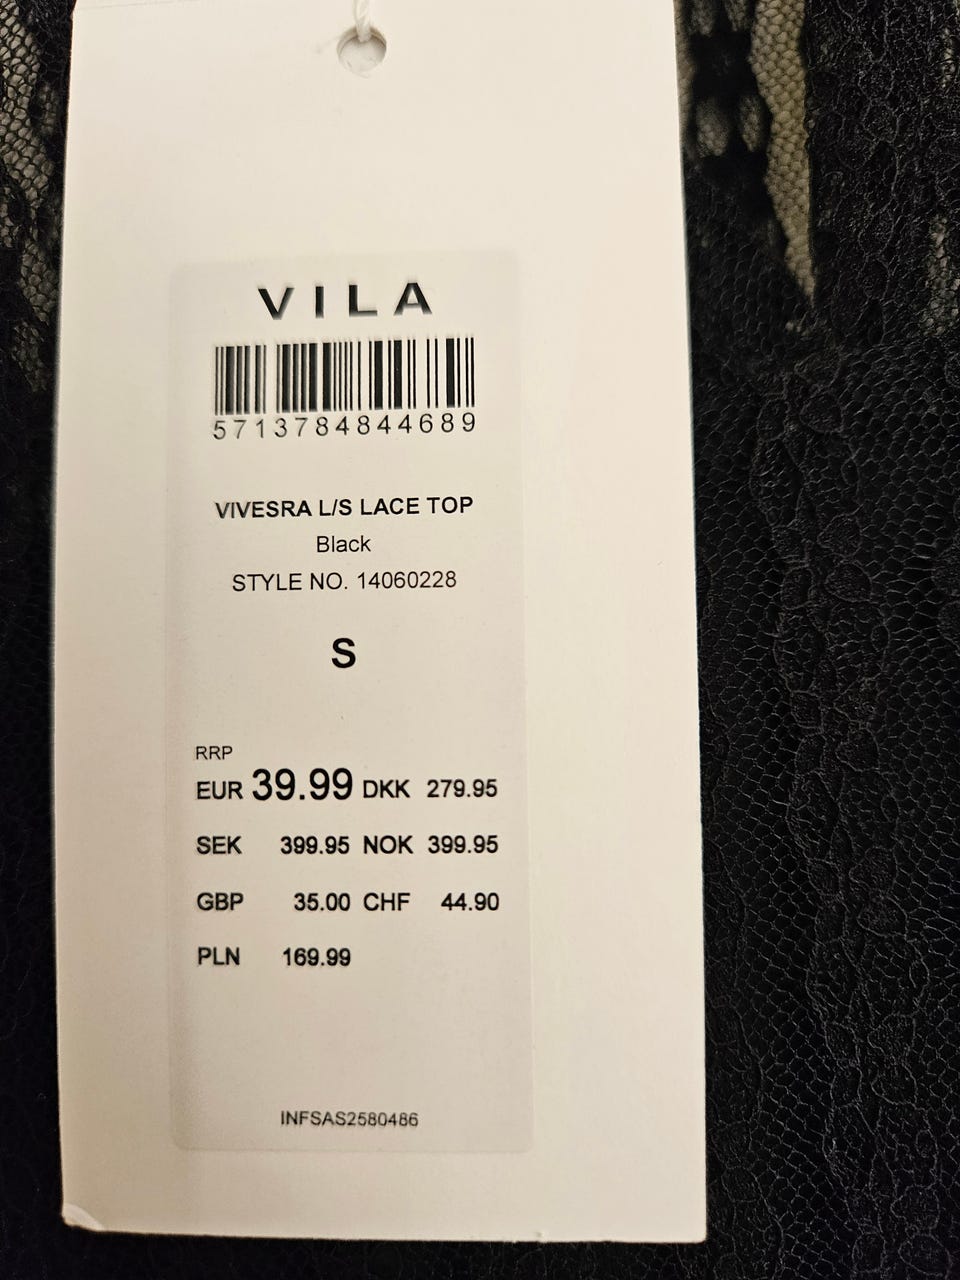 VILA
5713784844689
VIVESRA L/S LACE TOP
Black
STYLE NO. 14060228
S
RRP
EUR 39.99 DKK 279.95
SEK 399.95 NOK 399.95
GBP 35.00 CHF 44.90
PLN 169.99
INFSAS2580486